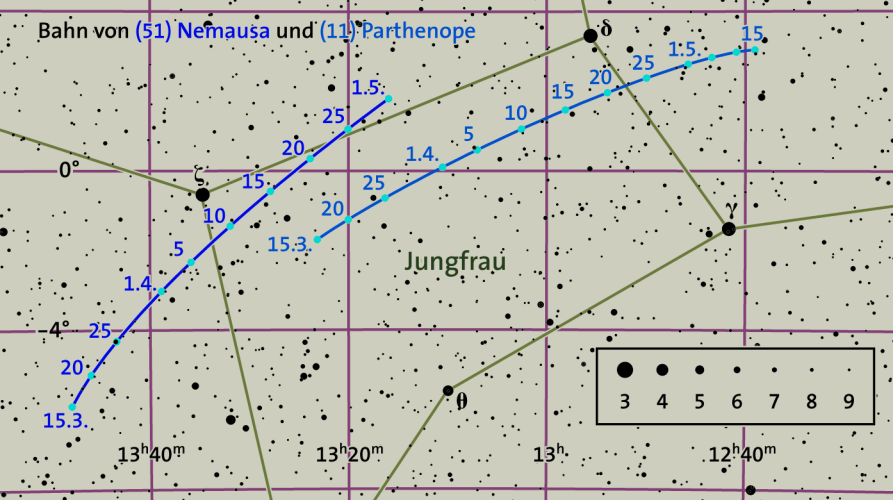 Bahn von (51) Nemausa und (11) Parthenope
δ
15
1.5.
25
20
15
10
5
1.4.
25
20
15.3.
1.5.
25
20
15
10
5
1.4.
25
20
15.3.
0°
ζ
γ
Jungfrau
–4°
θ
3 4 5 6 7 8 9
13h40m 13h20m 13h 12h40m